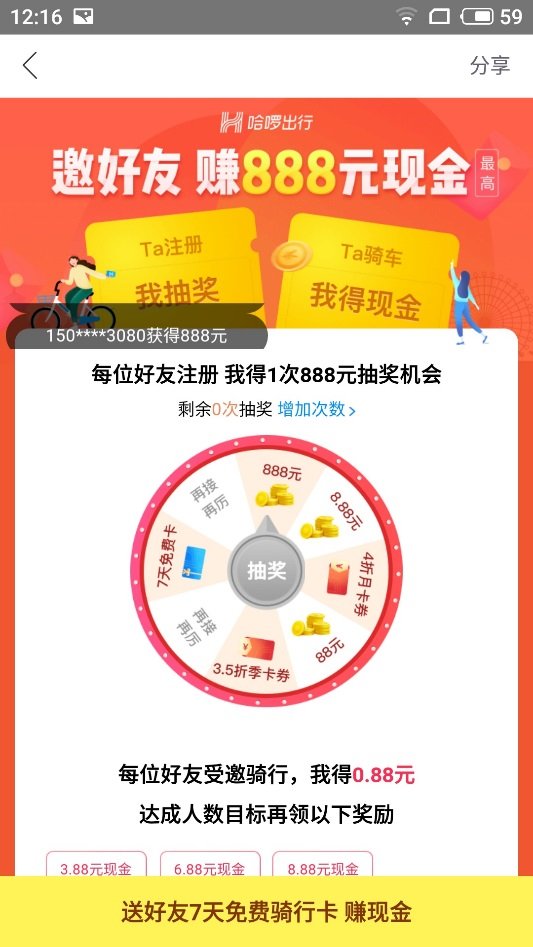 12:16
59
分享
哈啰出行
邀好友 赚888元现金
最高
Ta注册
我抽奖
Ta骑车
我得现金
150****3080获得888元
每位好友注册 我得1次888元抽奖机会
剩余0次抽奖 增加次数>
888元
8.88元
4折月卡券
88元
3.5折季卡券
再接再厉
7天免费卡
再接再厉
抽奖
每位好友受邀骑行，我得0.88元
达成人数目标再领以下奖励
3.88元现金
6.88元现金
8.88元现金
送好友7天免费骑行卡 赚现金